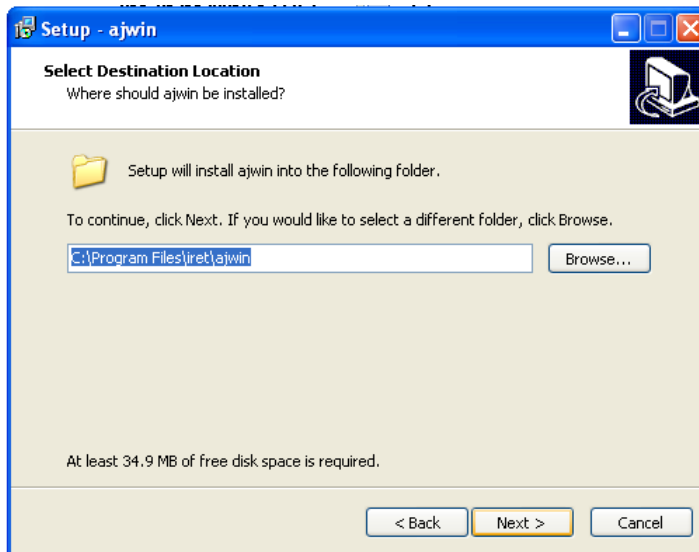 Setup - ajwin
Select Destination Location
Where should ajwin be installed?
Setup will install ajwin into the following folder.
To continue, click Next. If you would like to select a different folder, click Browse.
C:\Program Files\iret\ajwin
Browse...
At least 34.9 MB of free disk space is required.
< Back
Next >
Cancel